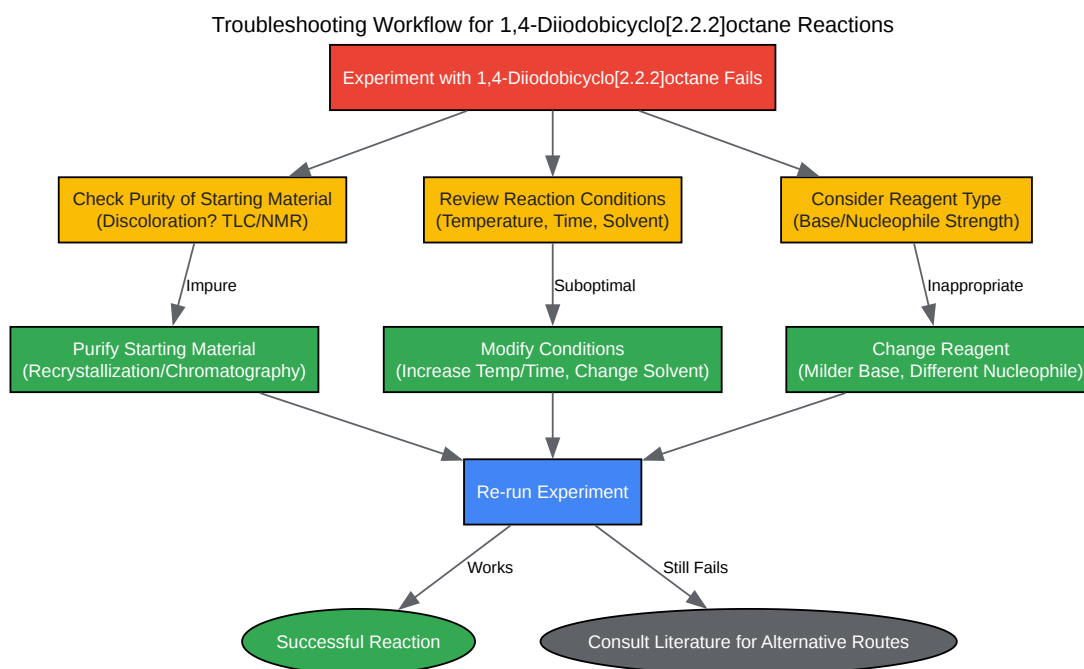 Troubleshooting Workflow for 1,4-Diiodobicyclo[2.2.2]octane Reactions
Experiment with 1,4-Diiodobicyclo[2.2.2]octane Fails
Check Purity of Starting Material
(Discoloration? TLC/NMR)
Review Reaction Conditions
(Temperature, Time, Solvent)
Consider Reagent Type
(Base/Nucleophile Strength)
Impure
Suboptimal
Inappropriate
Purify Starting Material
(Recrystallization/Chromatography)
Modify Conditions
(Increase Temp/Time, Change Solvent)
Change Reagent
(Milder Base, Different Nucleophile)
Re-run Experiment
Works
Still Fails
Successful Reaction
Consult Literature for Alternative Routes